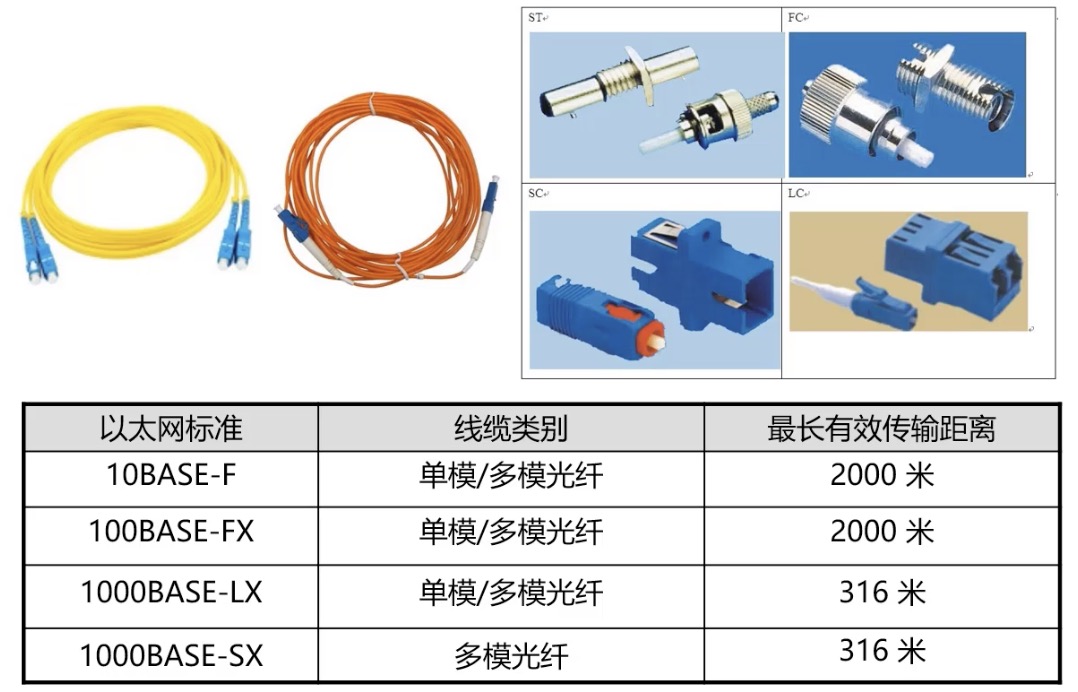 ST
FC
SC
LC
以太网标准 线缆类别 最长有效传输距离
10BASE-F 单模/多模光纤 2000 米
100BASE-FX 单模/多模光纤 2000 米
1000BASE-LX 单模/多模光纤 316 米
1000BASE-SX 多模光纤 316 米